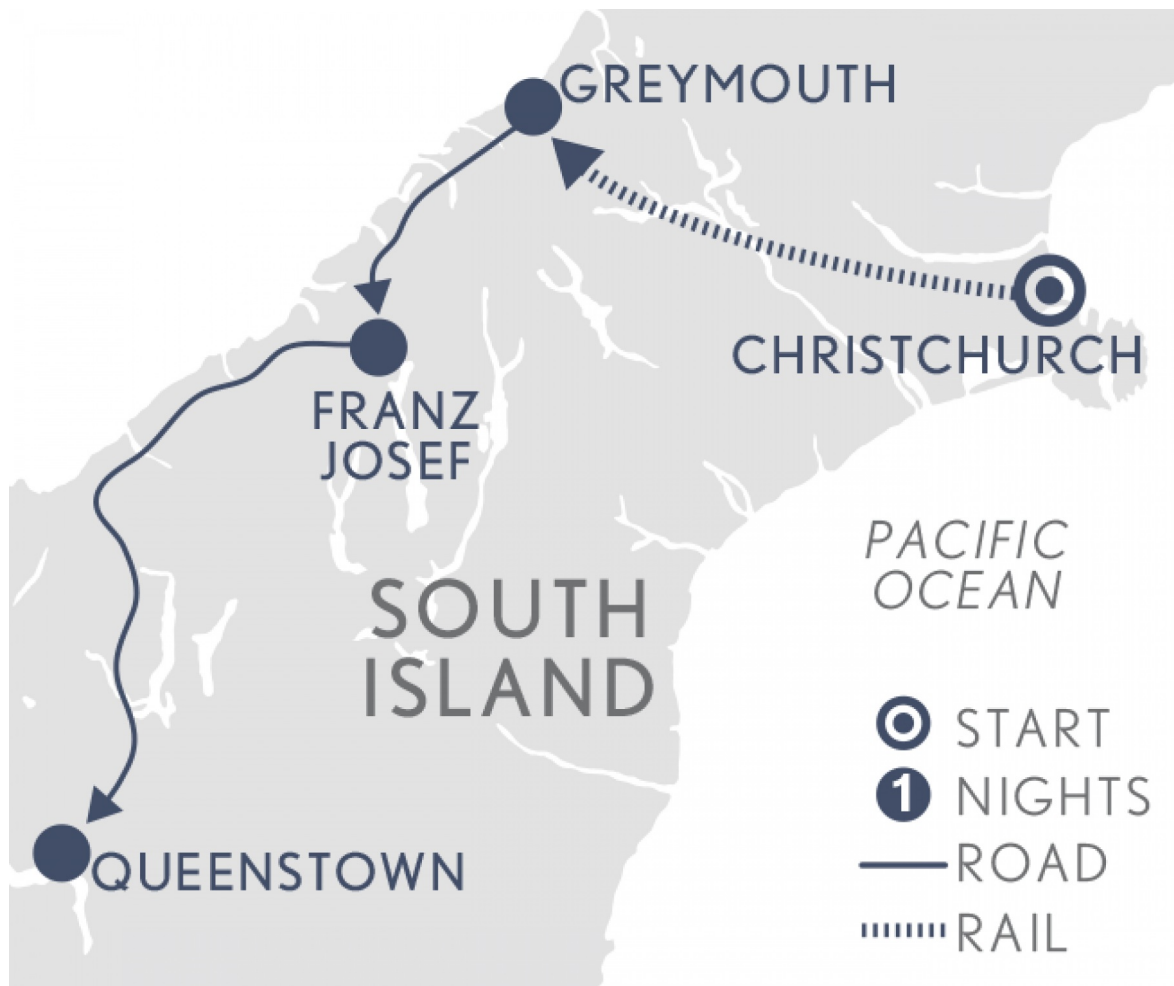 GREYMOUTH
CHRISTCHURCH
FRANZ
JOSEF
PACIFIC
OCEAN
SOUTH
ISLAND
START
1 NIGHTS
ROAD
RAIL
QUEENSTOWN